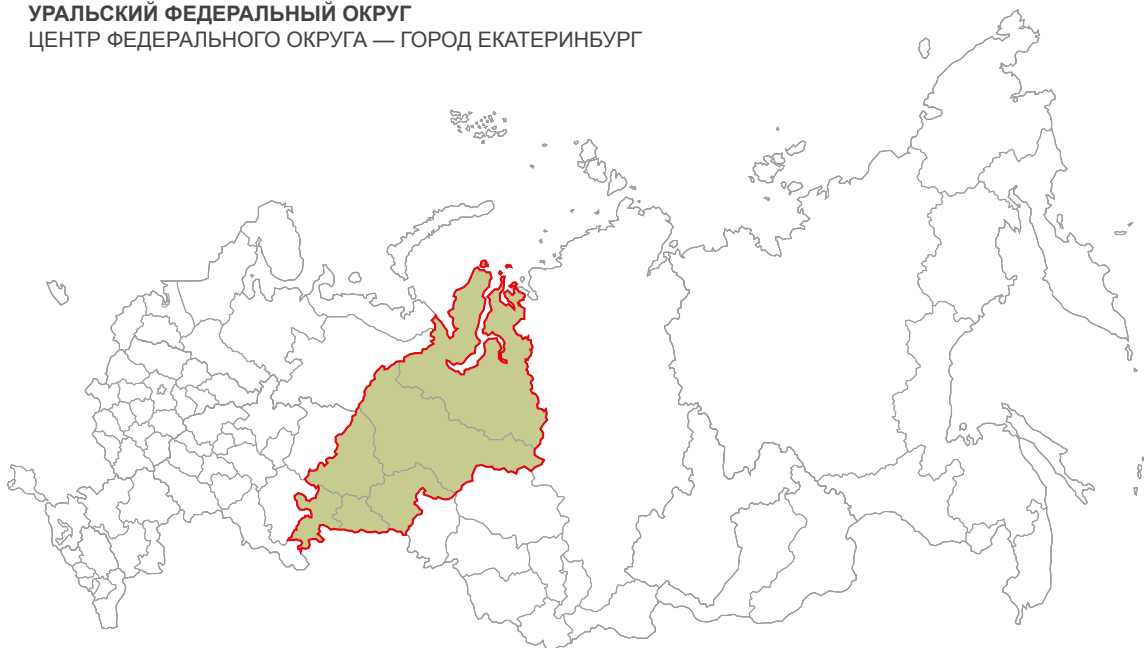 УРАЛЬСКИЙ ФЕДЕРАЛЬНЫЙ ОКРУГ
ЦЕНТР ФЕДЕРАЛЬНОГО ОКРУГА — ГОРОД ЕКАТЕРИНБУРГ